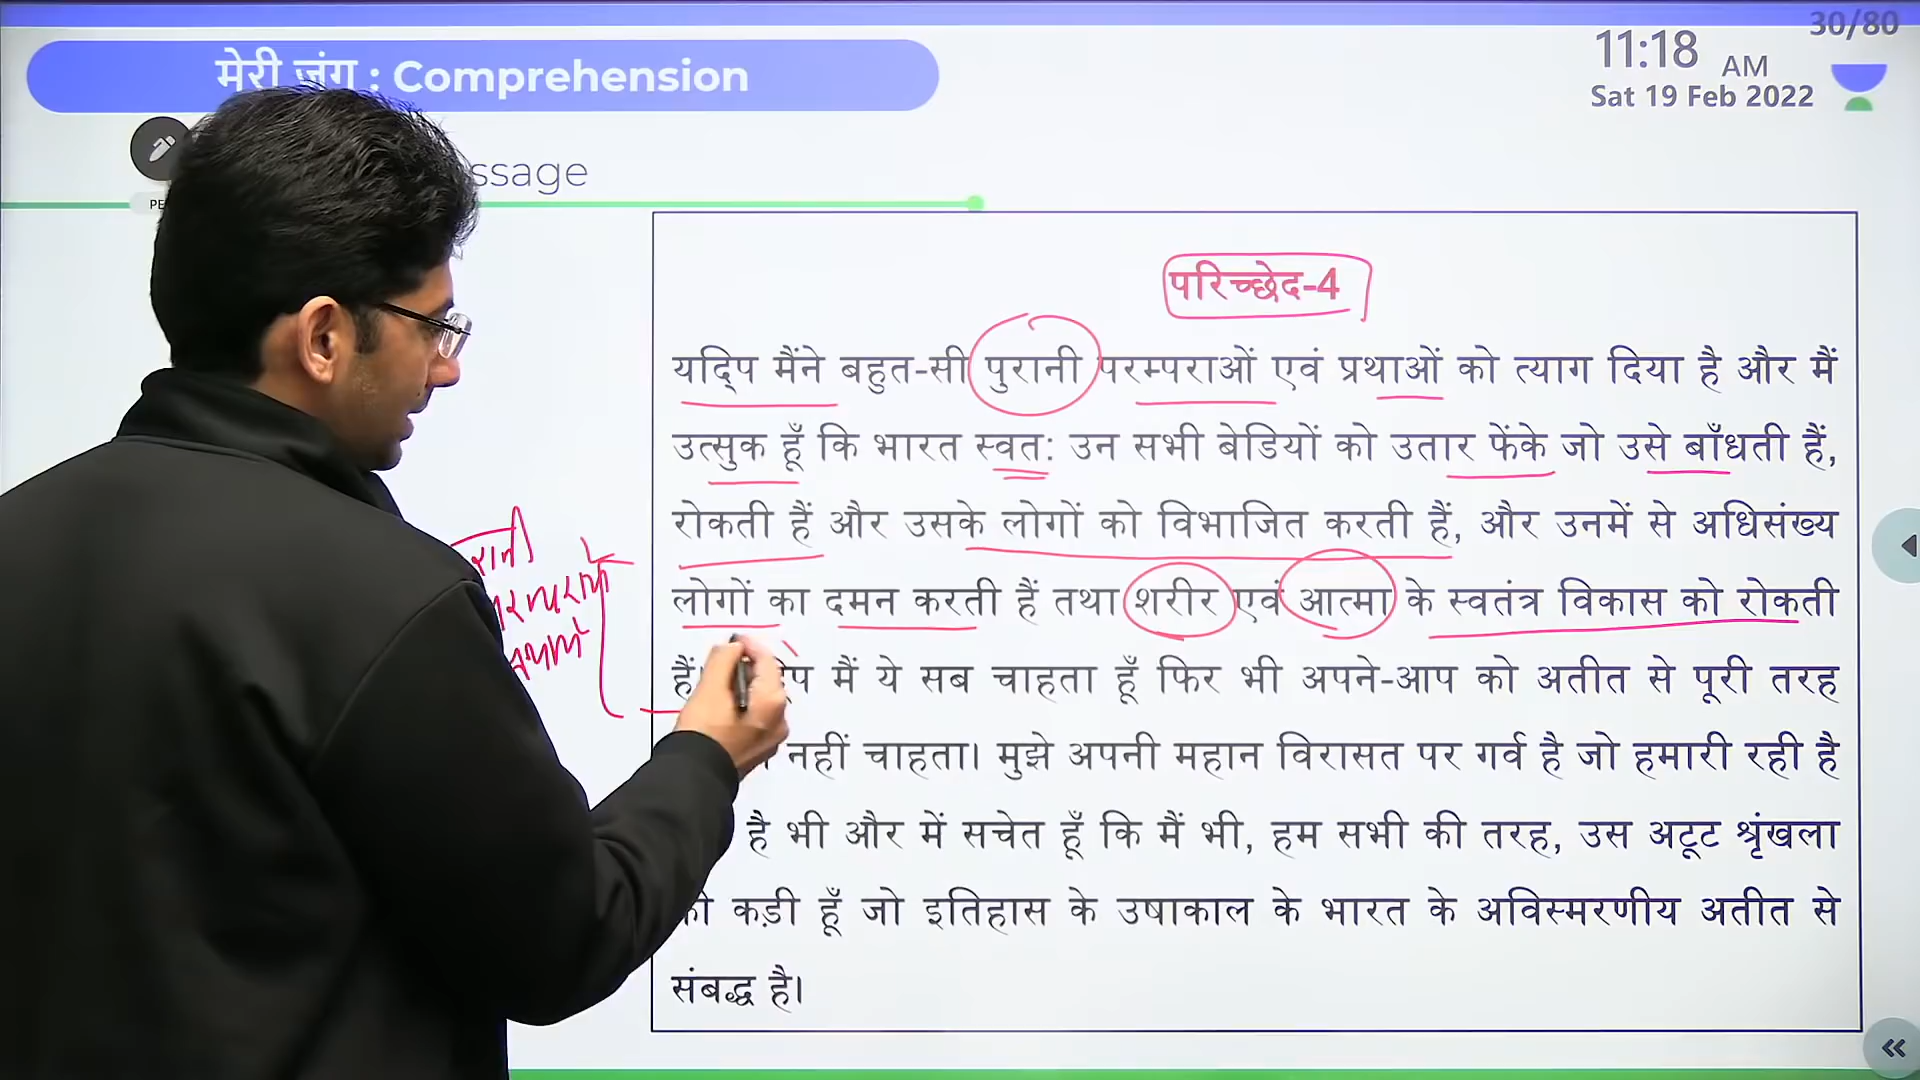 30/80
मेरी जंग : Comprehension
11:18 AM
Sat 19 Feb 2022
ssage
PE
परिच्छेद-4
यद्दिप मैंने बहुत-सी पुरानी परम्पराओं एवं प्रथाओं को त्याग दिया है और मैं
उत्सुक हूँ कि भारत स्वत: उन सभी बेडियों को उतार फेंके जो उसे बाँधती हैं,
रोकती हैं और उसके लोगों को विभाजित करती हैं, और उनमें से अधिसंख्य
लोगों का दमन करती हैं तथा शरीर एवं आत्मा के स्वतंत्र विकास को रोकती
हैं मैं ये सब चाहता हूँ फिर भी अपने-आप को अतीत से पूरी तरह
नहीं चाहता। मुझे अपनी महान विरासत पर गर्व है जो हमारी रही है
है भी और में सचेत हूँ कि मैं भी, हम सभी की तरह, उस अटूट श्रृंखला
कड़ी हूँ जो इतिहास के उषाकाल के भारत के अविस्मरणीय अतीत से
संबद्ध है।